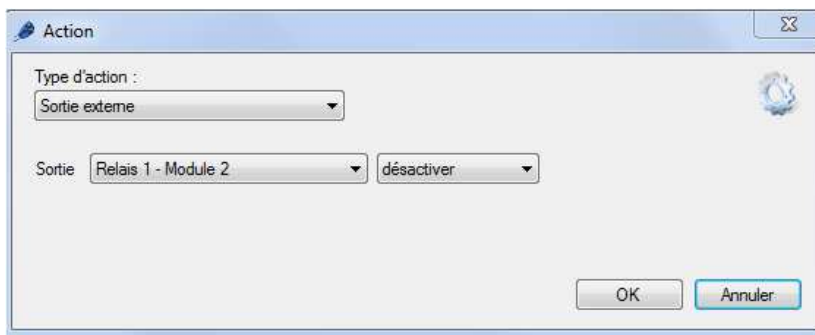 Action
Type d'action :
Sortie externe
Sortie Relais 1 - Module 2 désactiver
OK Annuler